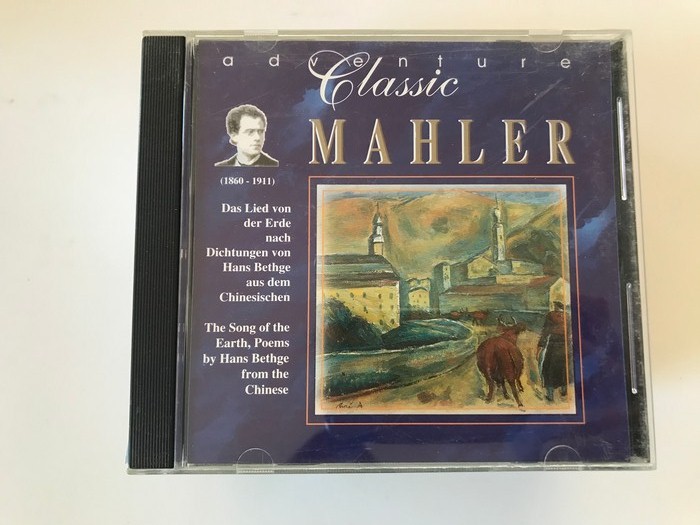 adventure
Classic
MAHLER
(1860 - 1911)
Das Lied von
der Erde
nach
Dichtungen von
Hans Bethge
aus dem
Chinesischen
The Song of the
Earth, Poems
by Hans Bethge
from the
Chinese